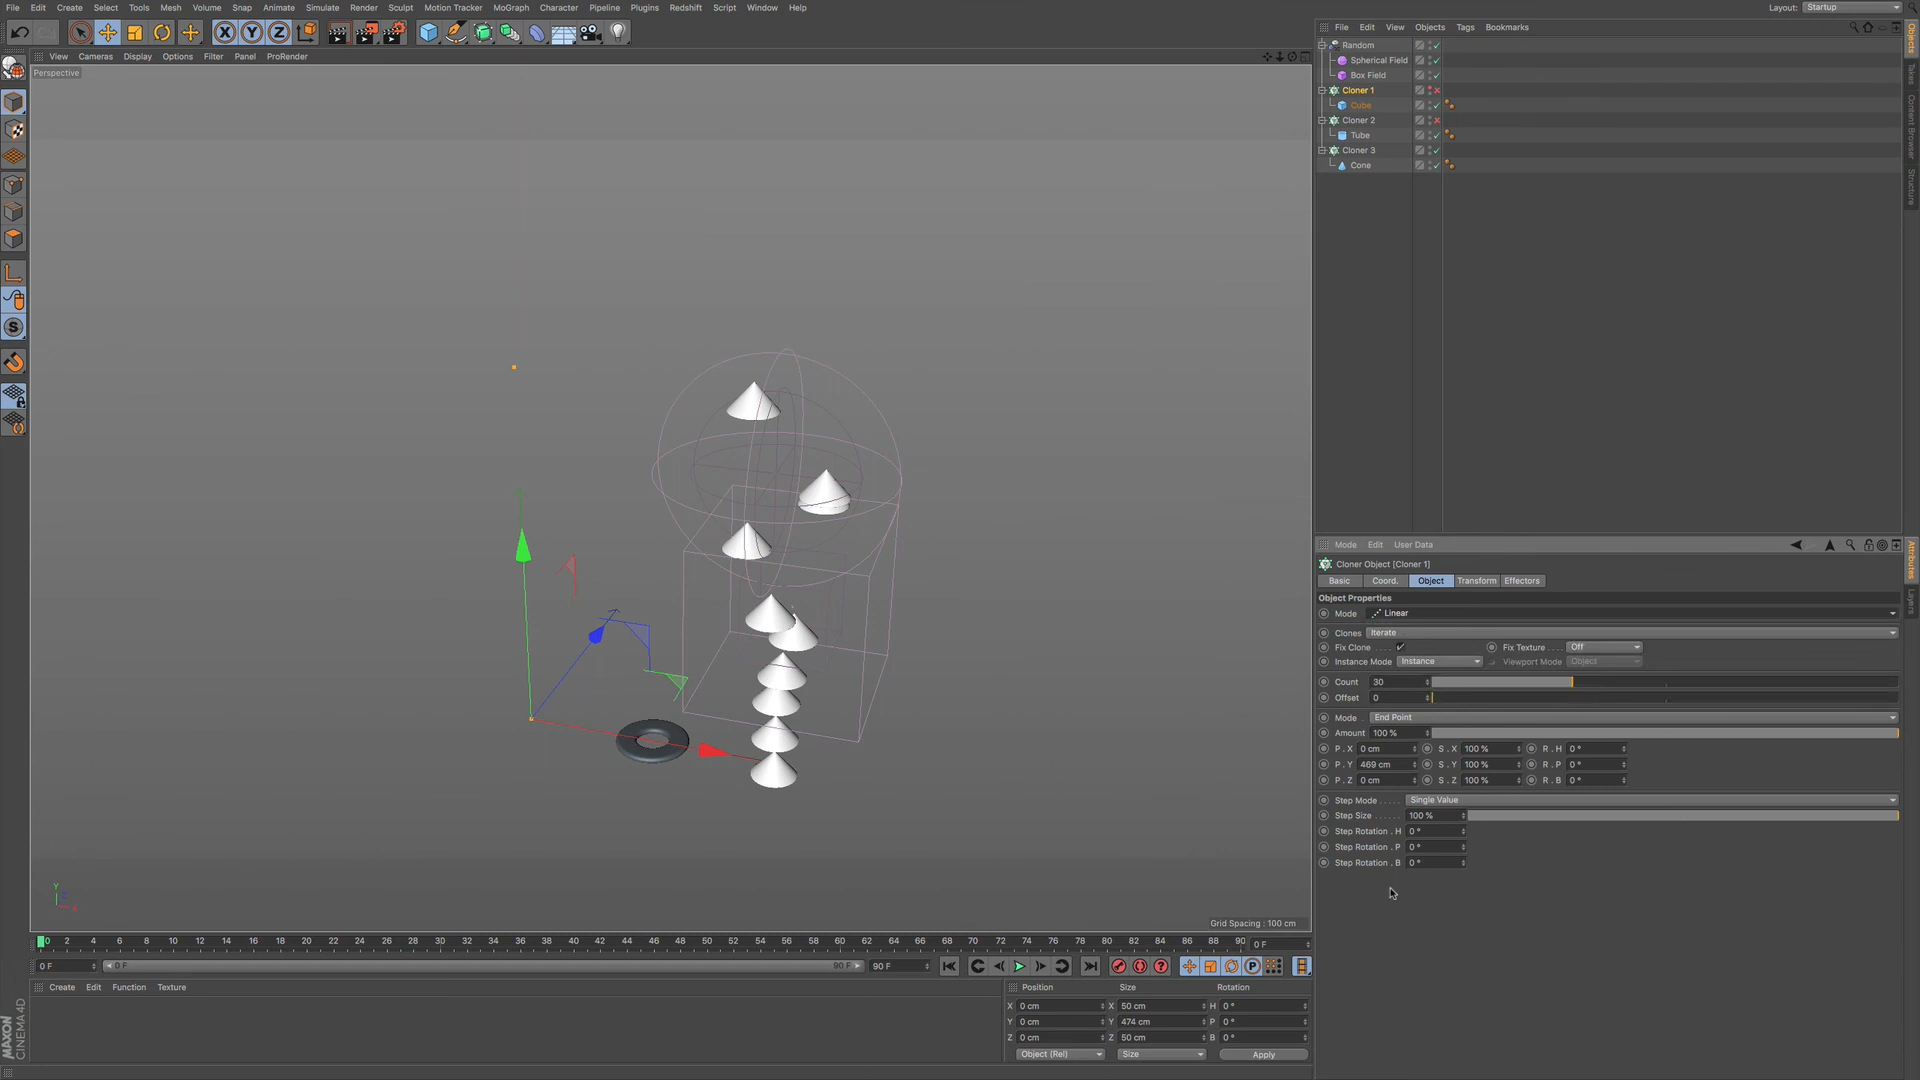 File Edit Create Select Tools Mesh Volume Snap Animate Simulate Render Sculpt Motion Tracker MoGraph Character Pipeline Plugins Redshift Script Window Help
Layout: Startup
View Cameras Display Options Filter Panel ProRender
Perspective
File Edit View Objects Tags Bookmarks
Random
Spherical Field
Box Field
Cloner 1
Cube
Cloner 2
Tube
Cloner 3
Cone
Objects
Takes
Content Browser
Structure
Mode Edit User Data
Cloner Object [Cloner 1]
Basic Coord. Object Transform Effectors
Object Properties
Mode Linear
Clones Iterate
Fix Clone Fix Texture Off
Instance Mode Instance Viewport Mode Object
Count 30
Offset 0
Mode End Point
Amount 100 %
P . X 0 cm S . X 100 % R . H 0 °
P . Y 469 cm S . Y 100 % R . P 0 °
P . Z 0 cm S . Z 100 % R . B 0 °
Step Mode Single Value
Step Size 100 %
Step Rotation . H 0 °
Step Rotation . P 0 °
Step Rotation . B 0 °
Attributes
Layers
Y
X
Grid Spacing : 100 cm
0 2 4 6 8 10 12 14 16 18 20 22 24 26 28 30 32 34 36 38 40 42 44 46 48 50 52 54 56 58 60 62 64 66 68 70 72 74 76 78 80 82 84 86 88 90 0 F
0 F 0 F 90 F 90 F
Create Edit Function Texture
Position Size Rotation
X 0 cm X 50 cm H 0 °
Y 0 cm Y 474 cm P 0 °
Z 0 cm Z 50 cm B 0 °
Object (Rel) Size Apply
MAXON
CINEMA 4D